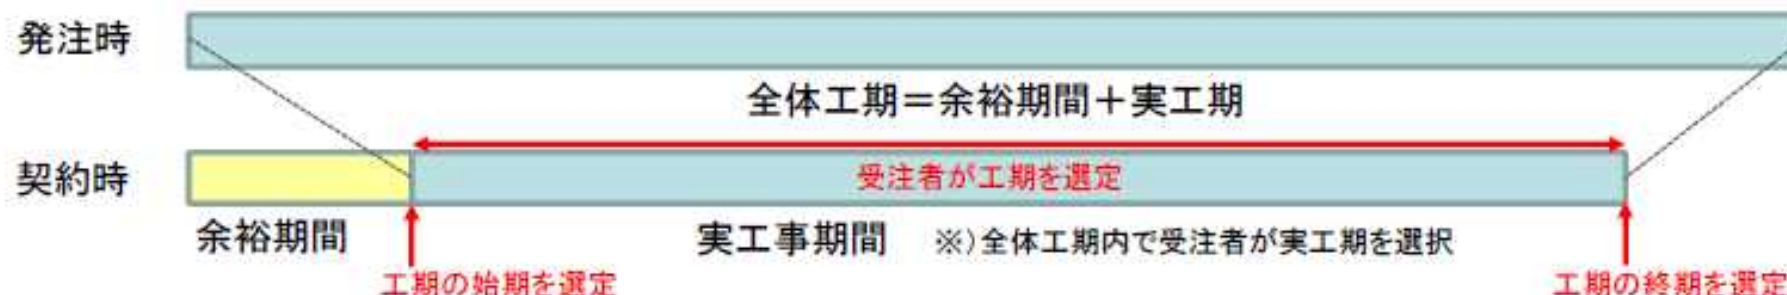 発注時
全体工期＝余裕期間＋実工期
契約時
受注者が工期を選定
余裕期間
実工事期間
※）全体工期内で受注者が実工期を選択
工期の始期を選定
工期の終期を選定